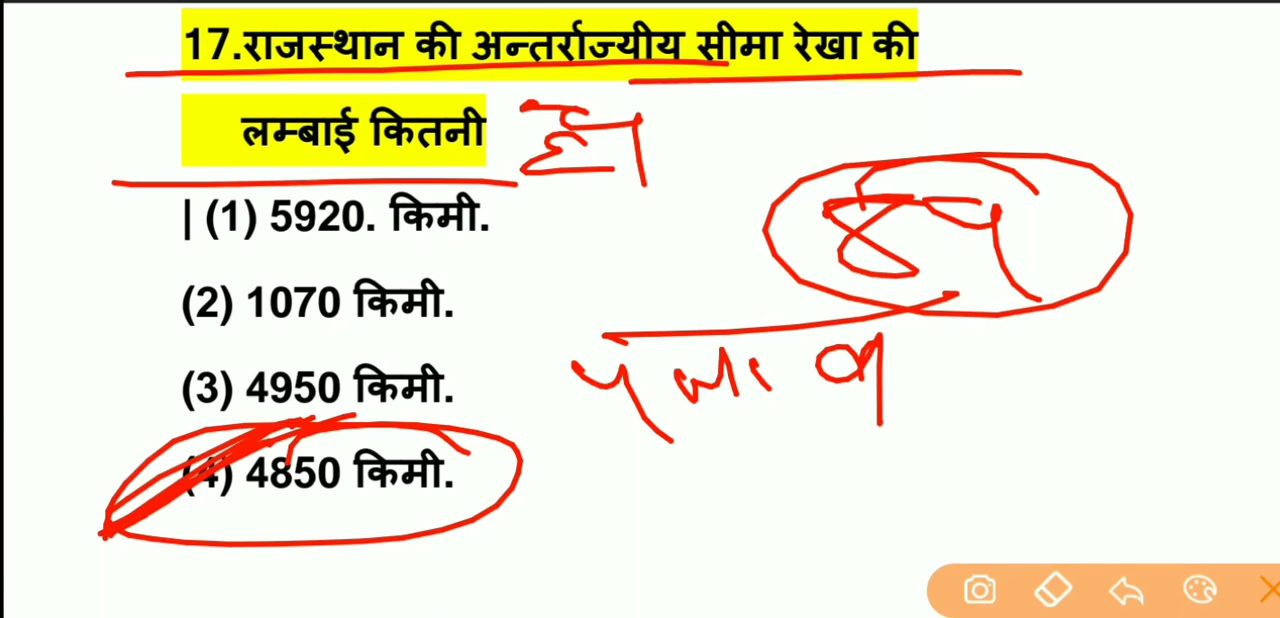 17.राजस्थान की अन्तर्राज्यीय सीमा रेखा की
लम्बाई कितनी
| (1) 5920. किमी.
(2) 1070 किमी.
(3) 4950 किमी.
(4) 4850 किमी.